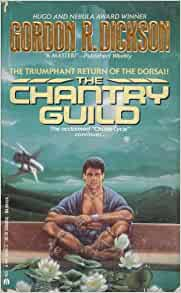 HUGO AND NEBULA AWARD WINNER
GORDON R. DICKSON
"A MASTER!"—Publishers Weekly
THE TRIUMPHANT RETURN OF THE DORSAI!
THE
CHANTRY
GUILD
The acclaimed "Childe Cycle"
continues...